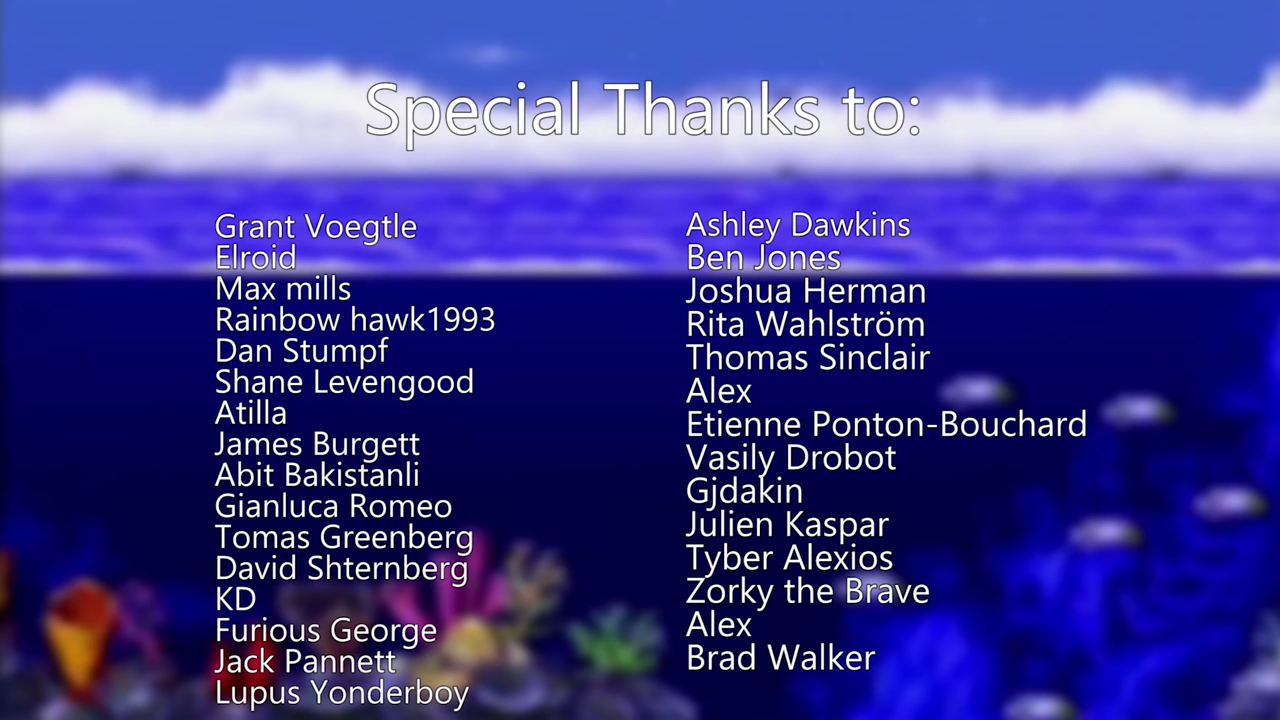 Special Thanks to:
Grant Voegtle
Elroid
Max mills
Rainbow hawk1993
Dan Stumpf
Shane Levengood
Atilla
James Burgett
Abit Bakistanli
Gianluca Romeo
Tomas Greenberg
David Shternberg
KD
Furious George
Jack Pannett
Lupus Yonderboy
Ashley Dawkins
Ben Jones
Joshua Herman
Rita Wahlström
Thomas Sinclair
Alex
Etienne Ponton-Bouchard
Vasily Drobot
Gjdakin
Julien Kaspar
Tyber Alexios
Zorky the Brave
Alex
Brad Walker